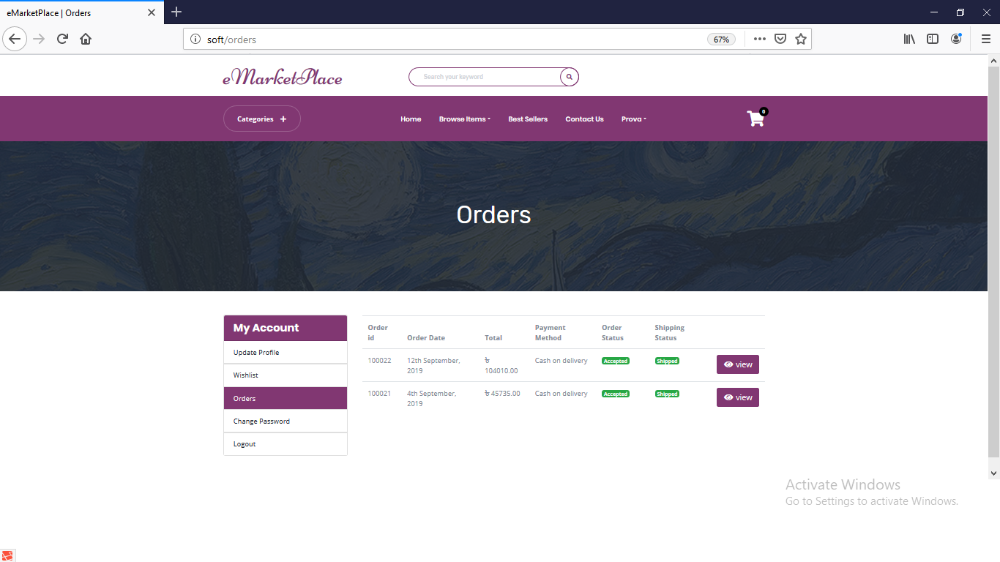 eMarketPlace | Orders
soft/orders
67%
eMarketPlace
Search your keyword
Categories
0
Home
Browse Items
Best Sellers
Contact Us
Prova
Orders
My Account
Update Profile
Wishlist
Orders
Change Password
Logout
Order id Order Date Total Payment Method Order Status Shipping Status
100022 12th September, 2019 ৳ 104010.00 Cash on delivery Accepted Shipped view
100021 4th September, 2019 ৳ 45735.00 Cash on delivery Accepted Shipped view
Activate Windows
Go to Settings to activate Windows.